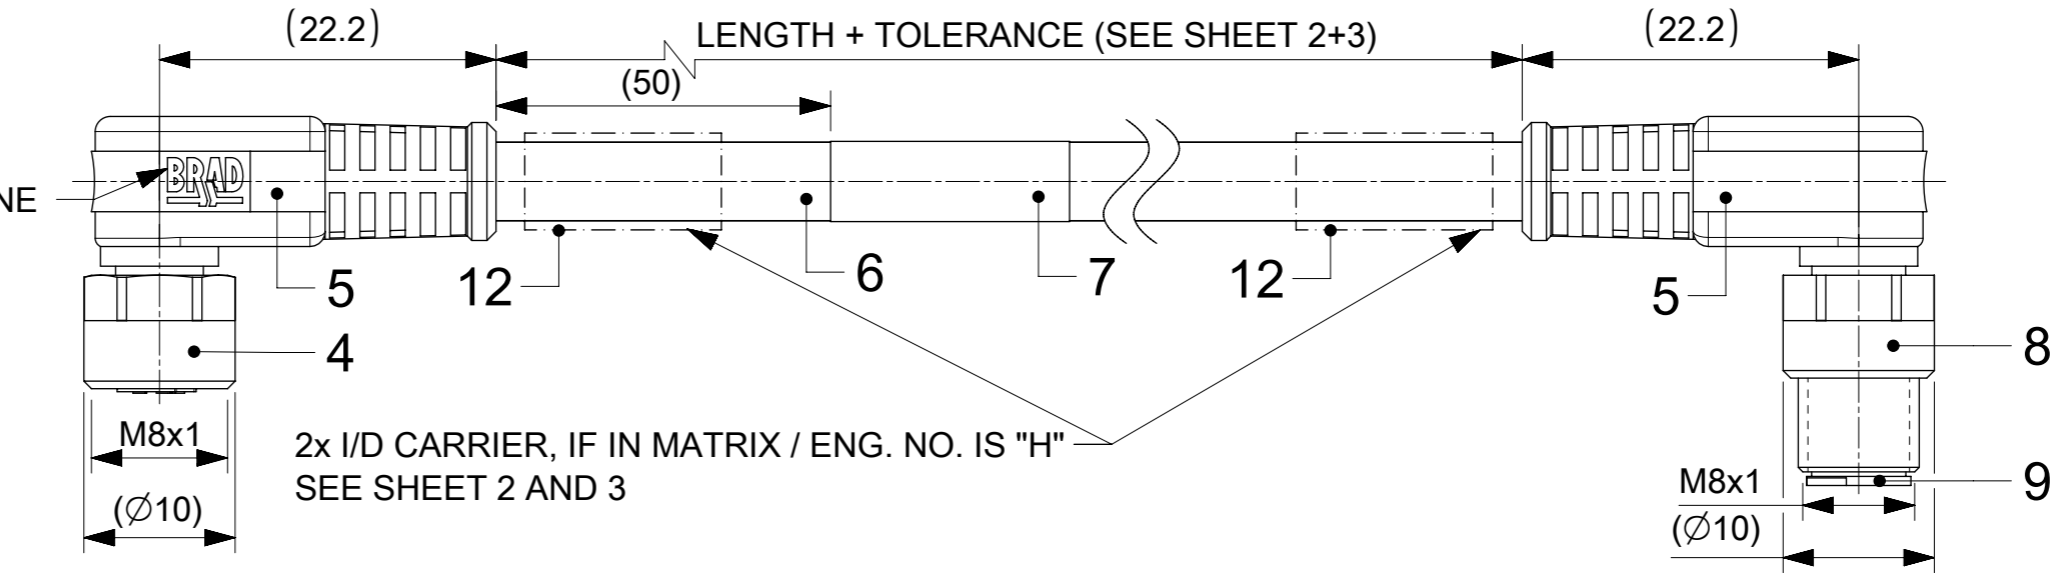 (22.2)
LENGTH + TOLERANCE (SEE SHEET 2+3)
(22.2)
(50)
NE
BRAD
5
12
6
7
12
5
4
8
M8x1
2x I/D CARRIER, IF IN MATRIX / ENG. NO. IS "H"
SEE SHEET 2 AND 3
(∅10)
M8x1
9
(∅10)